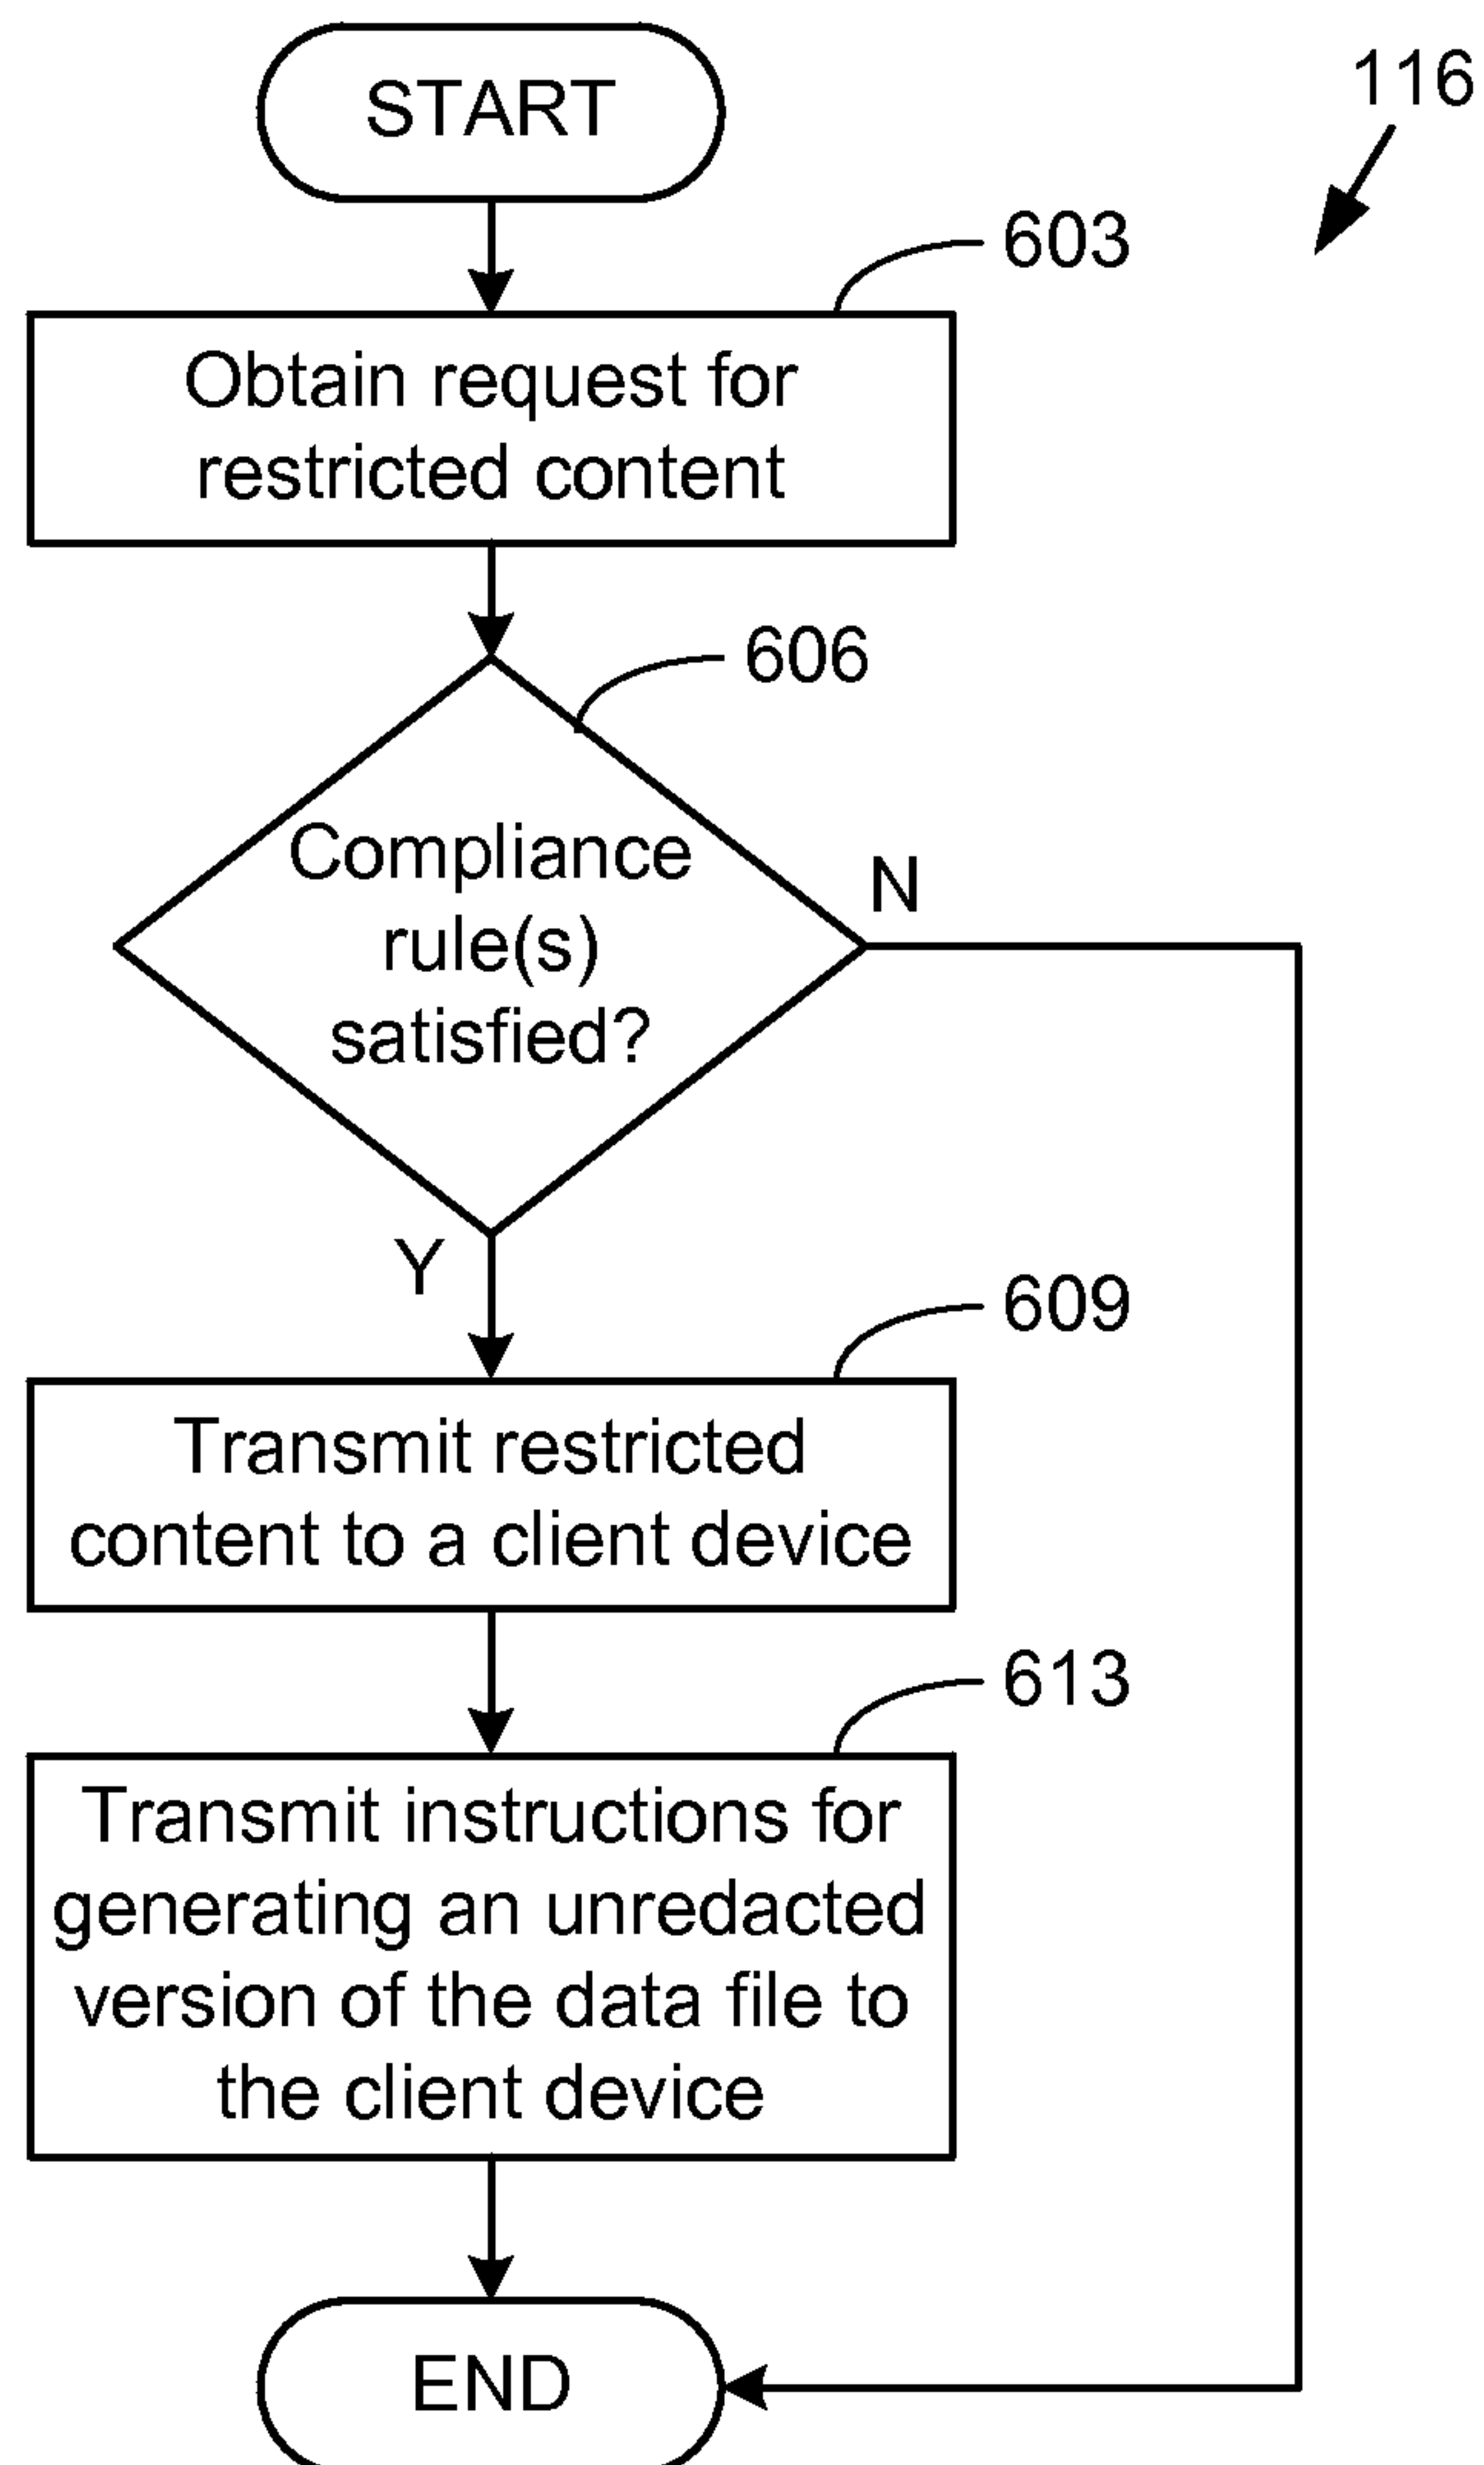 START
116
603
Obtain request for
restricted content
606
Compliance
rule(s)
satisfied?
N
Y
609
Transmit restricted
content to a client device
613
Transmit instructions for
generating an unredacted
version of the data file to
the client device
END